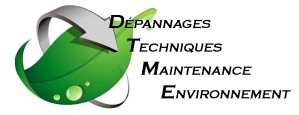 DÉPANNAGES
TECHNIQUES
MAINTENANCE
ENVIRONNEMENT